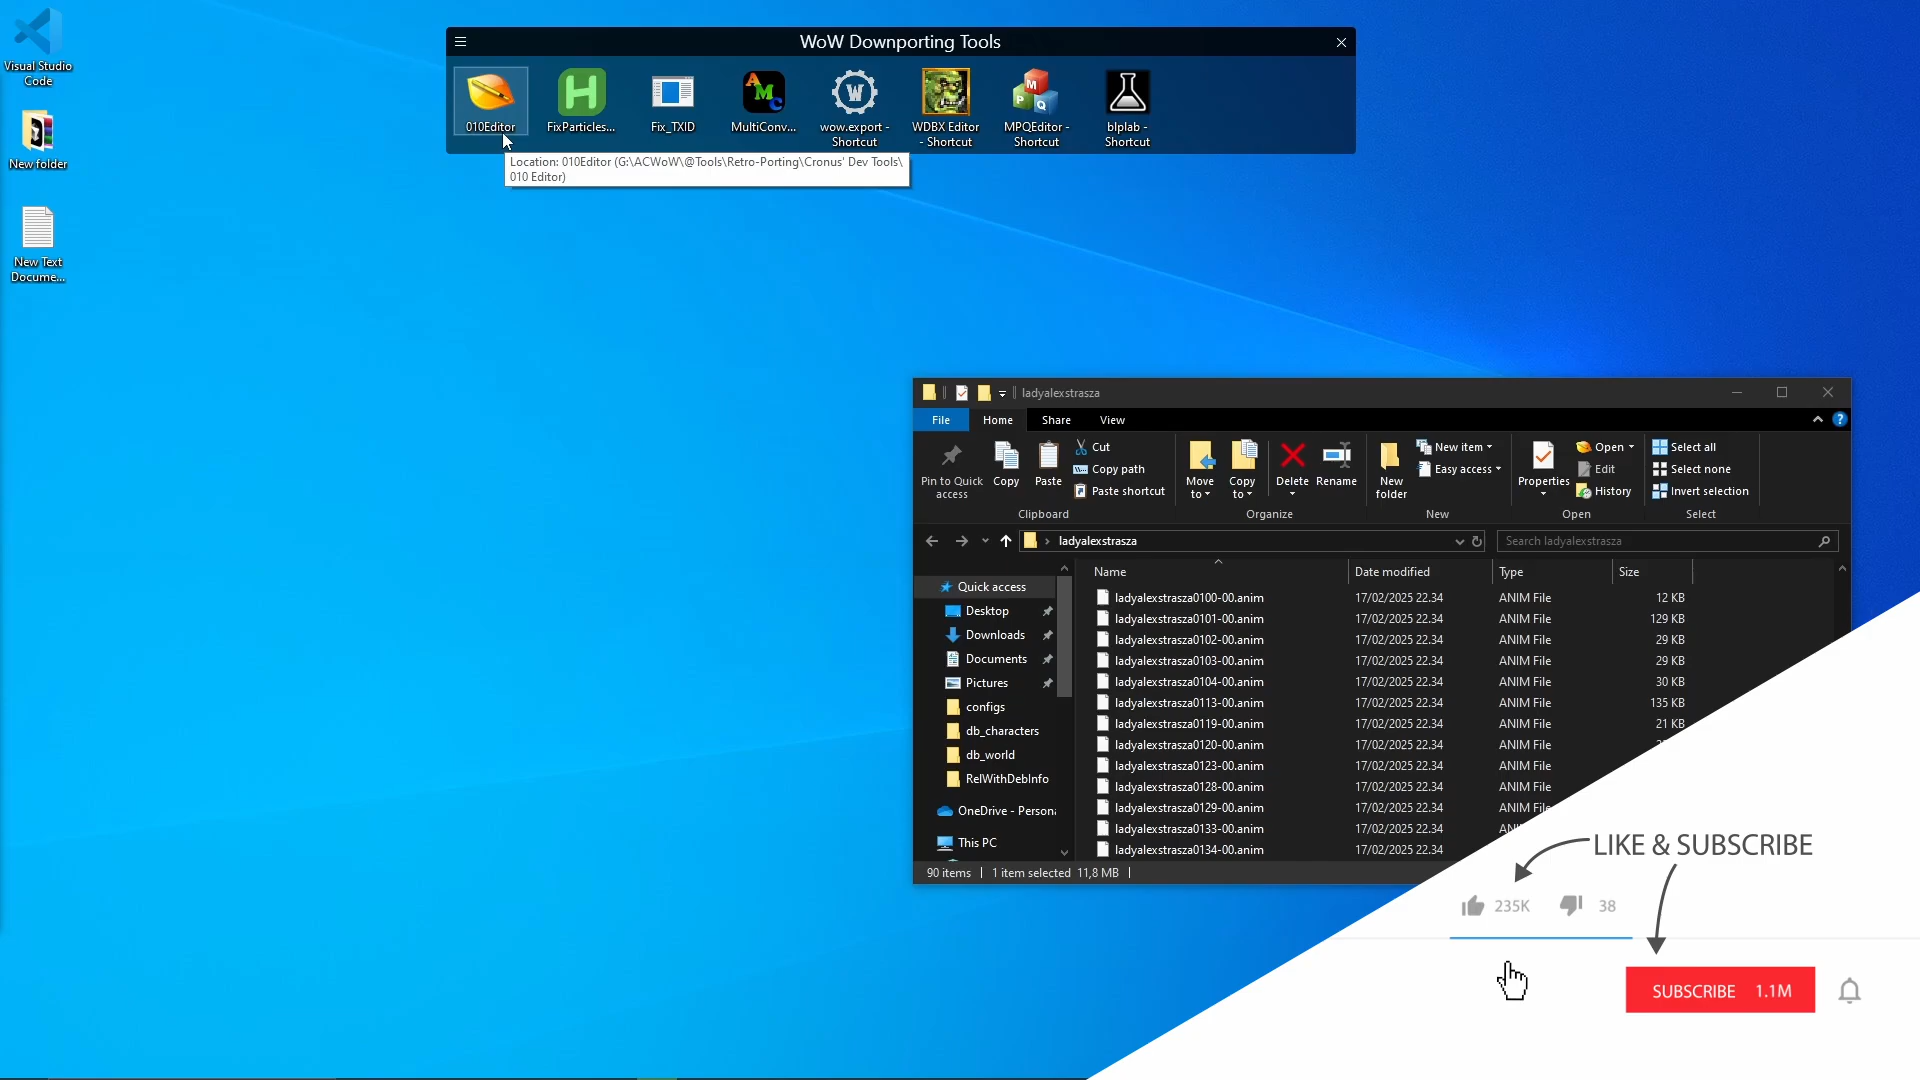 Visual Studio
Code
New folder
New Text
Docume...
WoW Downporting Tools
010Editor
FixParticles...
Fix_TXID
MultiConv...
wow.export -
Shortcut
WDBX Editor
- Shortcut
MPQEditor -
Shortcut
blplab -
Shortcut
Location: 010Editor (G:\ACWoW\@Tools\Retro-Porting\Cronus' Dev Tools\
010 Editor)
ladyalexstrasza
File Home Share View
Pin to Quick
access
Copy
Paste
Cut
Copy path
Paste shortcut
Clipboard
Move
to
Copy
to
Delete
Rename
Organize
New
folder
New item
Easy access
New
Properties
Open
Edit
History
Open
Select all
Select none
Invert selection
Select
ladyalexstrasza
Search ladyalexstrasza
Quick access
Desktop
Downloads
Documents
Pictures
configs
db_characters
db_world
RelWithDebInfo
OneDrive - Persona
This PC
Name Date modified Type Size
ladyalexstrasza0100-00.anim 17/02/2025 22.34 ANIM File 12 KB
ladyalexstrasza0101-00.anim 17/02/2025 22.34 ANIM File 129 KB
ladyalexstrasza0102-00.anim 17/02/2025 22.34 ANIM File 29 KB
ladyalexstrasza0103-00.anim 17/02/2025 22.34 ANIM File 29 KB
ladyalexstrasza0104-00.anim 17/02/2025 22.34 ANIM File 30 KB
ladyalexstrasza0113-00.anim 17/02/2025 22.34 ANIM File 135 KB
ladyalexstrasza0119-00.anim 17/02/2025 22.34 ANIM File 21 KB
ladyalexstrasza0120-00.anim 17/02/2025 22.34 ANIM File
ladyalexstrasza0123-00.anim 17/02/2025 22.34 ANIM File
ladyalexstrasza0128-00.anim 17/02/2025 22.34 ANIM File
ladyalexstrasza0129-00.anim 17/02/2025 22.34 ANIM File
ladyalexstrasza0133-00.anim 17/02/2025 22.34
ladyalexstrasza0134-00.anim 17/02/2025 22.34
90 items 1 item selected 11,8 MB
LIKE & SUBSCRIBE
235K 38
SUBSCRIBE 1.1M